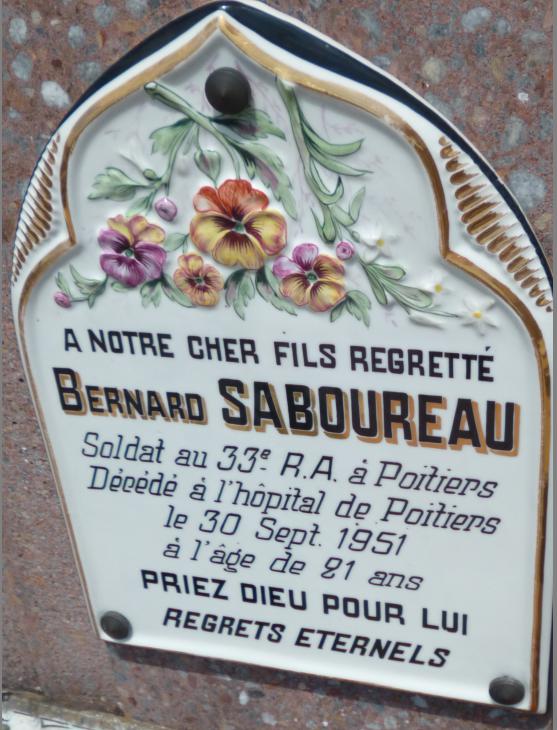 A NOTRE CHER FILS REGRETTÉ
BERNARD SABOUREAU
Soldat au 33e R.A. à Poitiers
Décédé à l'hôpital de Poitiers
le 30 Sept. 1951
à l'âge de 21 ans
PRIEZ DIEU POUR LUI
REGRETS ETERNELS